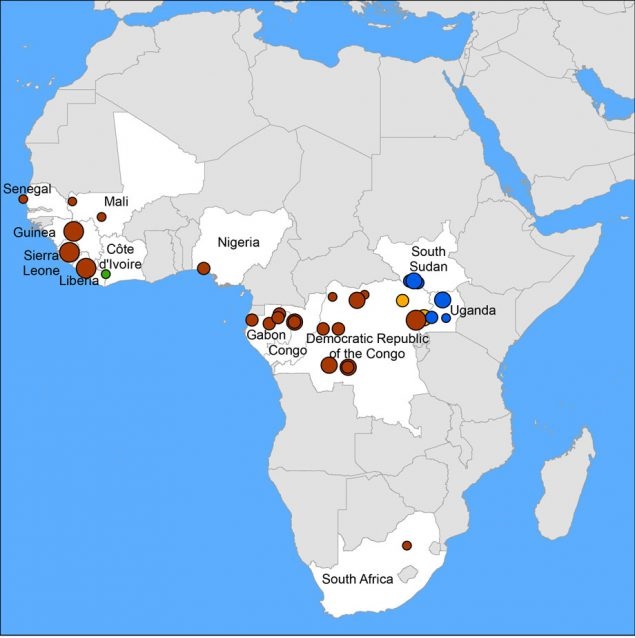 Senegal
Mali
Guinea
Sierra
Leone
Côte
d'Ivoire
Liberia
Nigeria
South
Sudan
Uganda
Gabon
Congo
Democratic Republic
of the Congo
South Africa